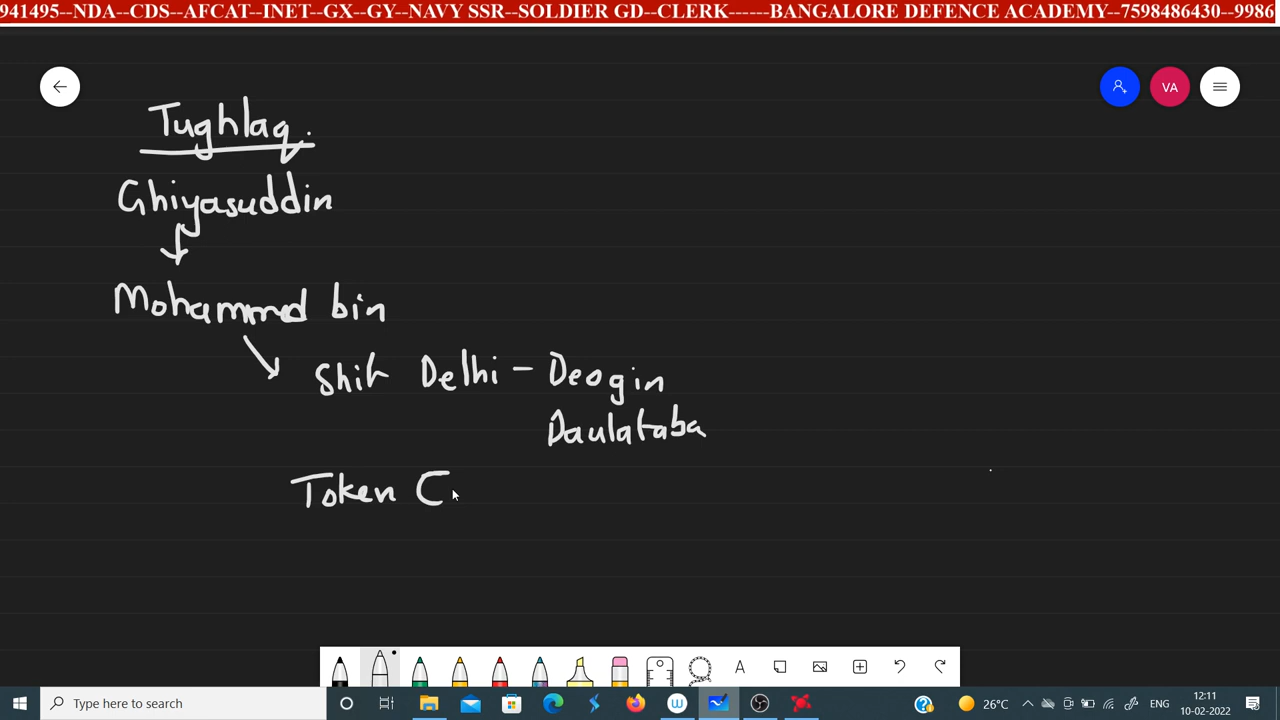 941495--NDA--CDS--AFCAT--INET--GX--GY--NAVY SSR--SOLDIER GD--CLERK------BANGALORE DEFENCE ACADEMY--7598486430--9986
VA
Tughlaq.
Ghiyasuddin
Mohammed bin
Shift Delhi - Deogiri
Daulataba
Token C
A
Type here to search
26°C
ENG
12:11
10-02-2022